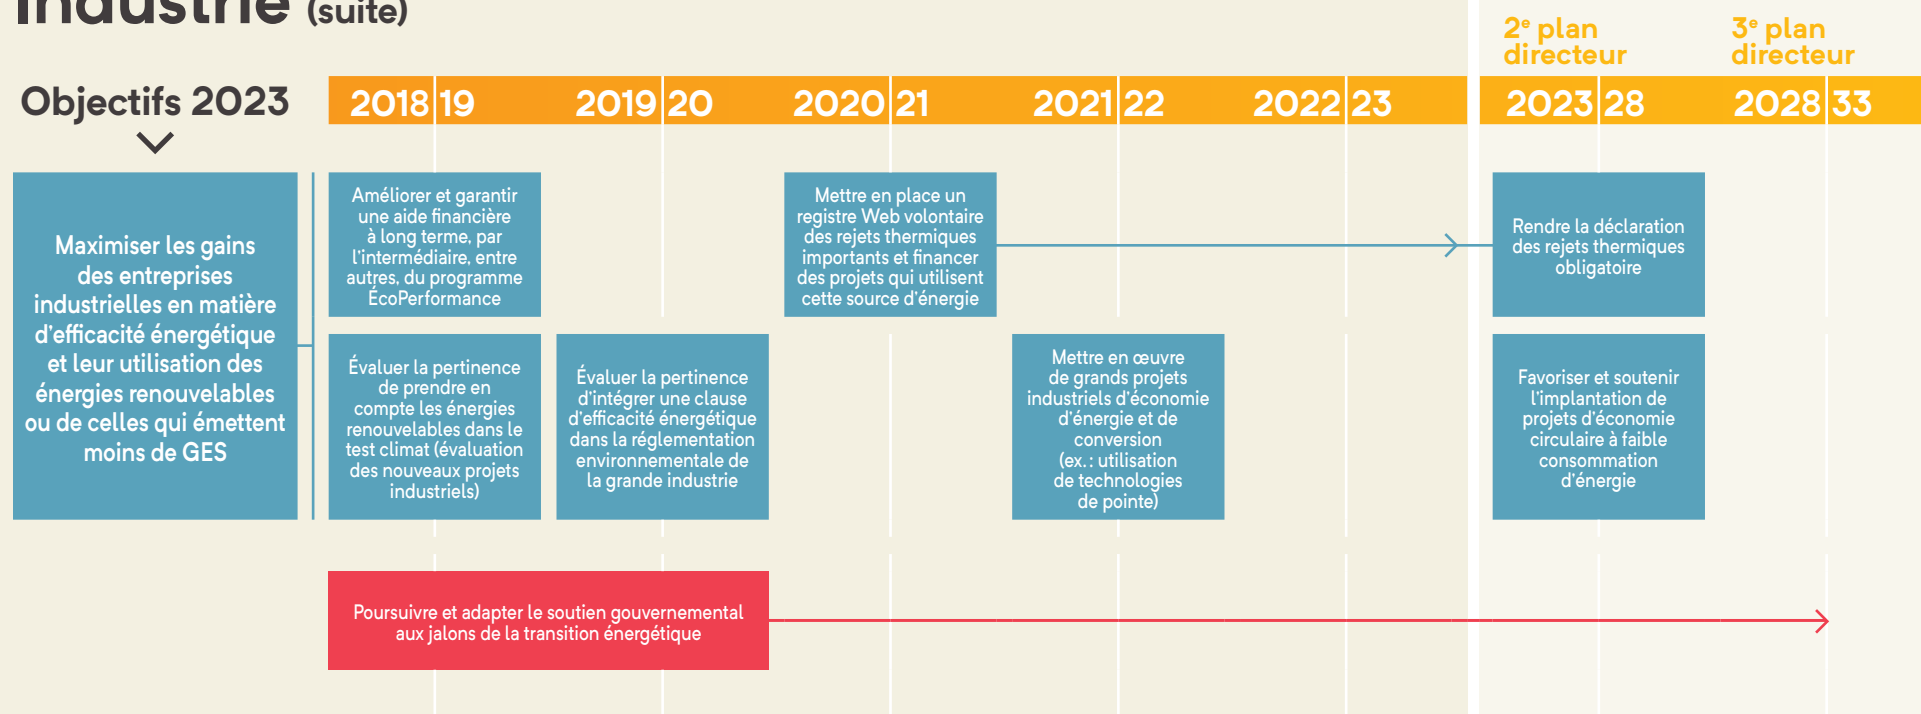 Industrie (suite)
2e plan
directeur
3e plan
directeur
Objectifs 2023
2018 19
2019 20
2020 21
2021 22
2022 23
2023 28
2028 33
Maximiser les gains
des entreprises
industrielles en matière
d'efficacité énergétique
et leur utilisation des
énergies renouvelables
ou de celles qui émettent
moins de GES
Améliorer et garantir
une aide financière
à long terme, par
l'intermédiaire, entre
autres, du programme
ÉcoPerformance
Mettre en place un
registre Web volontaire
des rejets thermiques
importants et financer
des projets qui utilisent
cette source d'énergie
Rendre la déclaration
des rejets thermiques
obligatoire
Évaluer la pertinence
de prendre en
compte les énergies
renouvelables dans le
test climat (évaluation
des nouveaux projets
industriels)
Évaluer la pertinence
d'intégrer une clause
d'efficacité énergétique
dans la réglementation
environnementale de
la grande industrie
Mettre en œuvre
de grands projets
industriels d'économie
d'énergie et de
conversion
(ex. : utilisation
de technologies
de pointe)
Favoriser et soutenir
l'implantation de
projets d'économie
circulaire à faible
consommation
d'énergie
Poursuivre et adapter le soutien gouvernemental
aux jalons de la transition énergétique